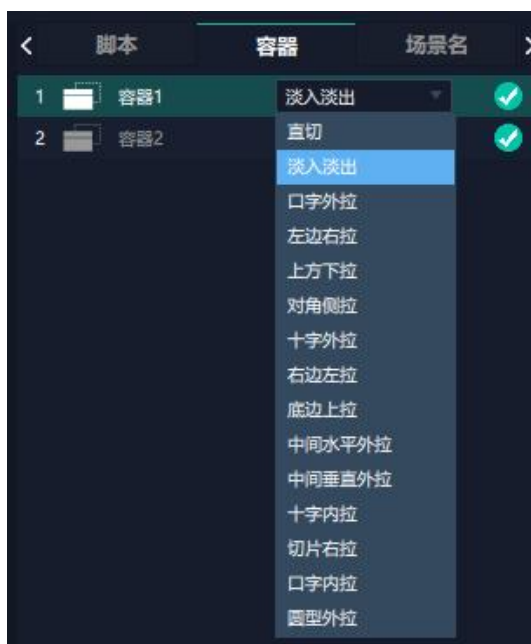 脚本 容器 场景名
1 容器1 淡入淡出
2 容器2 直切
淡入淡出
口字外拉
左边右拉
上方下拉
对角侧拉
十字外拉
右边左拉
底边上拉
中间水平外拉
中间垂直外拉
十字内拉
切片右拉
口字内拉
圆型外拉